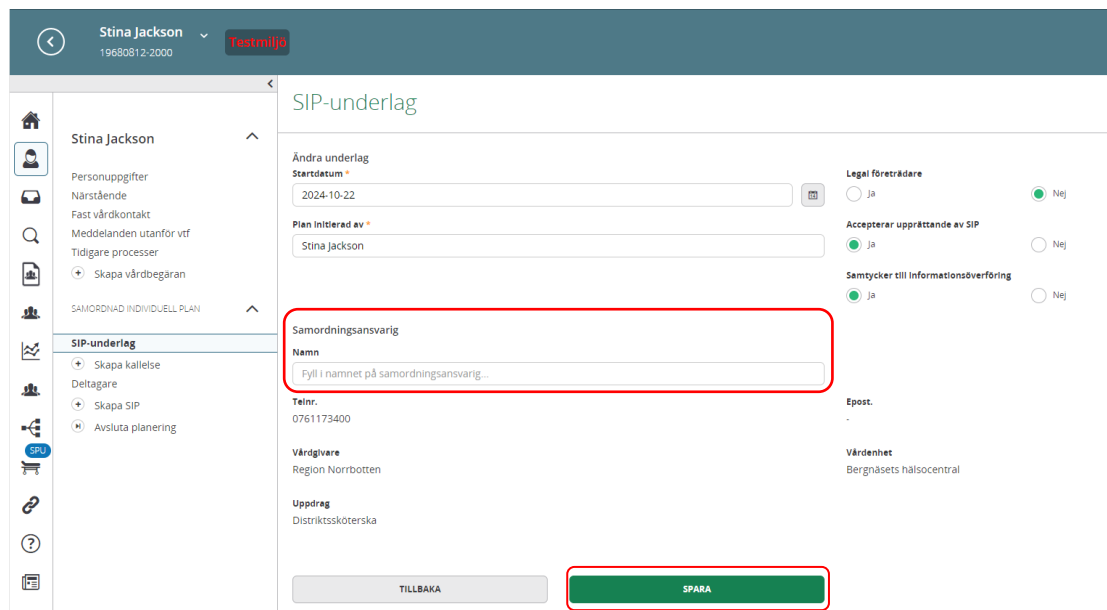 Stina Jackson
19680812-2000
Testmiljö
Stina Jackson
Personuppgifter
Närstående
Fast vårdkontakt
Meddelanden utanför vtf
Tidigare processer
Skapa vårdbegäran
SAMORDNAD INDIVIDUELL PLAN
SIP-underlag
Skapa kallelse
Deltagare
Skapa SIP
Avsluta planering
SPU
SIP-underlag
Ändra underlag
Startdatum *
2024-10-22
Plan initierad av *
Stina Jackson
Legal företrädare
Ja Nej
Accepterar upprättande av SIP
Ja Nej
Samtycker till informationsöverföring
Ja Nej
Samordningsansvarig
Namn
Fyll i namnet på samordningsansvarig...
Telnr.
0761173400
Epost.
-
Vårdgivare
Region Norrbotten
Vårdenhet
Bergnäsets hälsocentral
Uppdrag
Distriktssköterska
TILLBAKA
SPARA